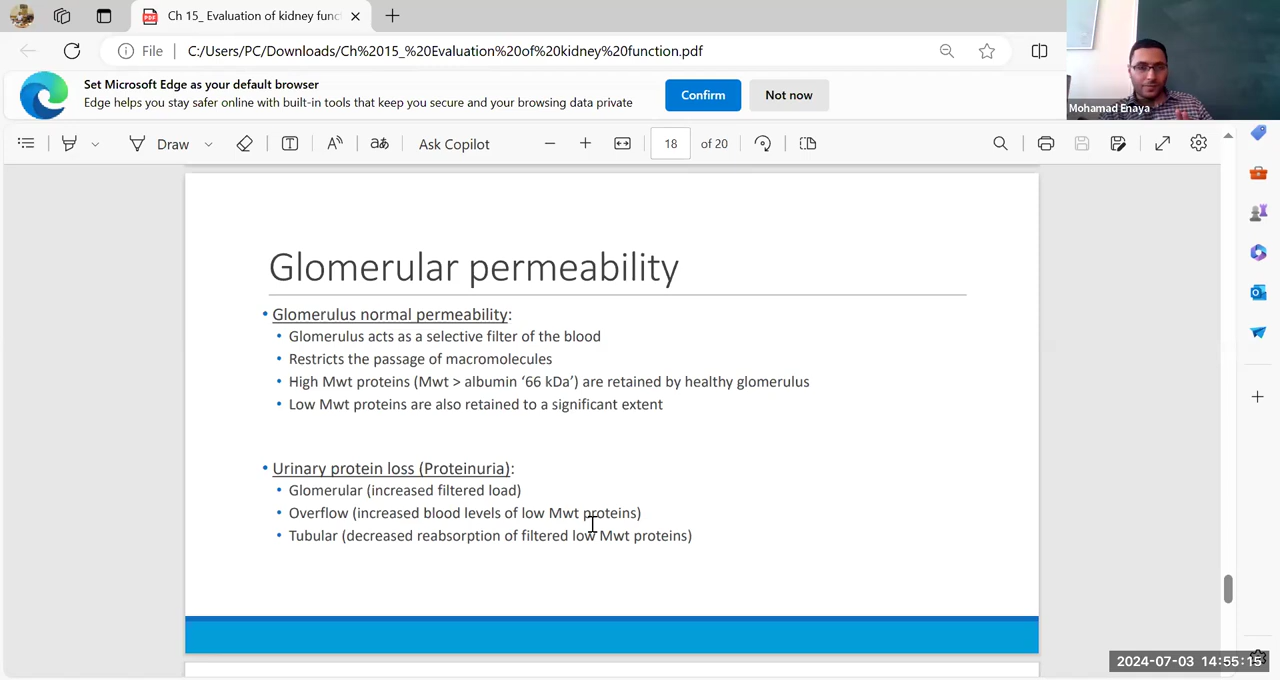 Ch 15_ Evaluation of kidney func
File
C:/Users/PC/Downloads/Ch%2015_%20Evaluation%20of%20kidney%20function.pdf
Set Microsoft Edge as your default browser
Edge helps you stay safer online with built-in tools that keep you secure and your browsing data private
Confirm
Not now
Mohamad Enaya
Draw
Ask Copilot
18 of 20
Glomerular permeability
• Glomerulus normal permeability:
• Glomerulus acts as a selective filter of the blood
• Restricts the passage of macromolecules
• High Mwt proteins (Mwt > albumin ‘66 kDa’) are retained by healthy glomerulus
• Low Mwt proteins are also retained to a significant extent
• Urinary protein loss (Proteinuria):
• Glomerular (increased filtered load)
• Overflow (increased blood levels of low Mwt proteins)
• Tubular (decreased reabsorption of filtered low Mwt proteins)
2024-07-03 14:55:15